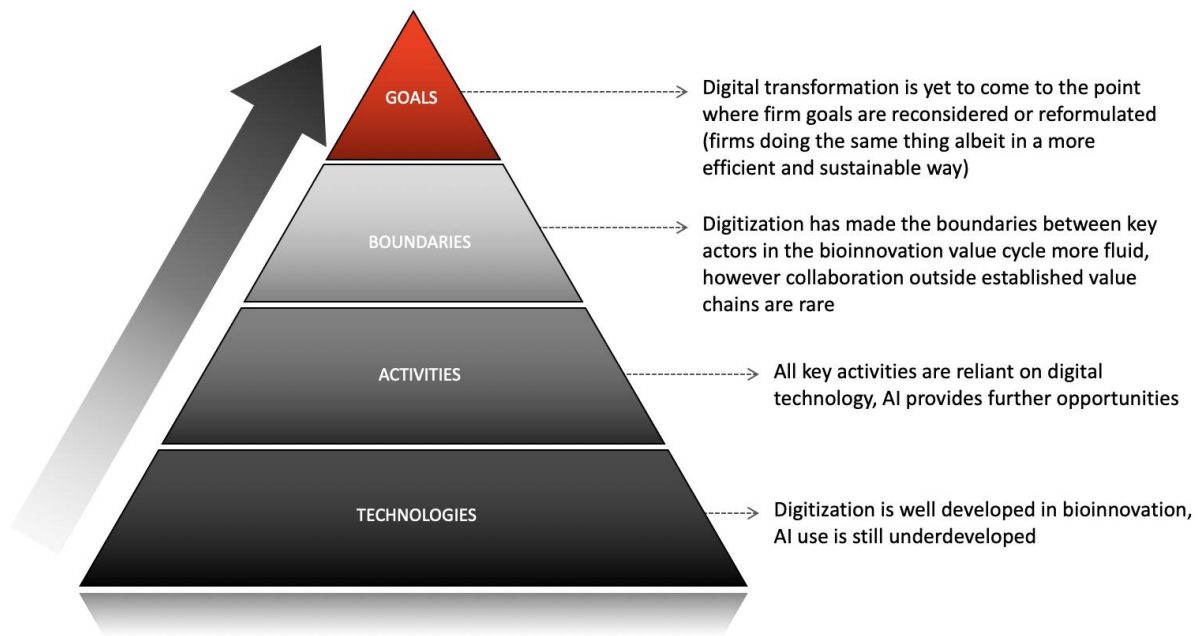 GOALS
Digital transformation is yet to come to the point
where firm goals are reconsidered or reformulated
(firms doing the same thing albeit in a more
efficient and sustainable way)
BOUNDARIES
Digitization has made the boundaries between key
actors in the bioinnovation value cycle more fluid,
however collaboration outside established value
chains are rare
ACTIVITIES
All key activities are reliant on digital
technology, AI provides further opportunities
TECHNOLOGIES
Digitization is well developed in bioinnovation,
AI use is still underdeveloped